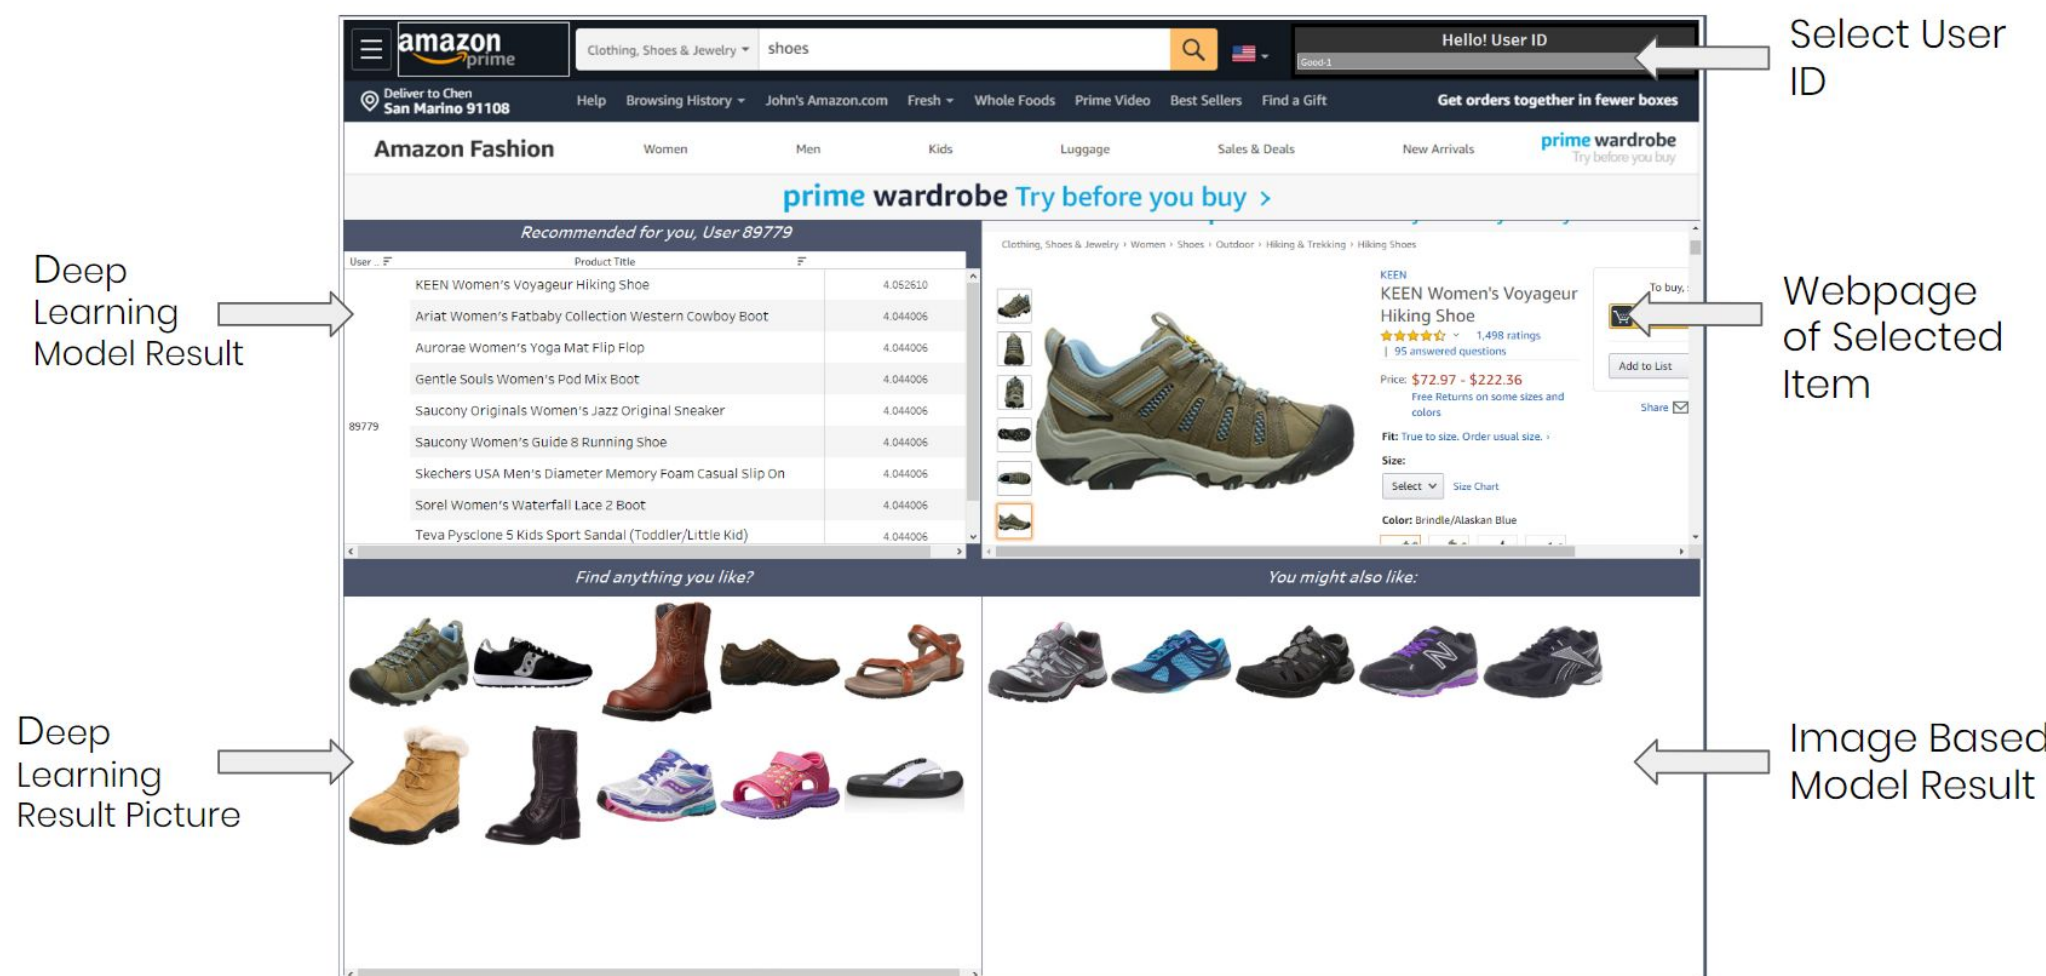 amazon
prime
Clothing, Shoes & Jewelry
shoes
Hello! User ID
Good-1
Select User
ID
Deliver to Chen
San Marino 91108
Help Browsing History John's Amazon.com Fresh Whole Foods Prime Video Best Sellers Find a Gift
Get orders together in fewer boxes
Amazon Fashion
Women Men Kids Luggage Sales & Deals New Arrivals
prime wardrobe
Try before you buy
prime wardrobe Try before you buy >
Deep
Learning
Model Result
Recommended for you, User 89779
User .. Product Title
89779
KEEN Women's Voyageur Hiking Shoe 4.052610
Ariat Women's Fatbaby Collection Western Cowboy Boot 4.044006
Aurorae Women's Yoga Mat Flip Flop 4.044006
Gentle Souls Women's Pod Mix Boot 4.044006
Saucony Originals Women's Jazz Original Sneaker 4.044006
Saucony Women's Guide 8 Running Shoe 4.044006
Skechers USA Men's Diameter Memory Foam Casual Slip On 4.044006
Sorel Women's Waterfall Lace 2 Boot 4.044006
Teva Pysclone 5 Kids Sport Sandal (Toddler/Little Kid) 4.044006
Clothing, Shoes & Jewelry › Women › Shoes › Outdoor › Hiking & Trekking › Hiking Shoes
KEEN
KEEN Women's Voyageur
Hiking Shoe
1,498 ratings
| 95 answered questions
Price: $72.97 - $222.36
Free Returns on some sizes and
colors
Fit: True to size. Order usual size. ›
Size:
Select Size Chart
Color: Brindle/Alaskan Blue
To buy,
Add to List
Share
Webpage
of Selected
Item
Find anything you like?
You might also like:
N
Deep
Learning
Result Picture
Image Based
Model Result